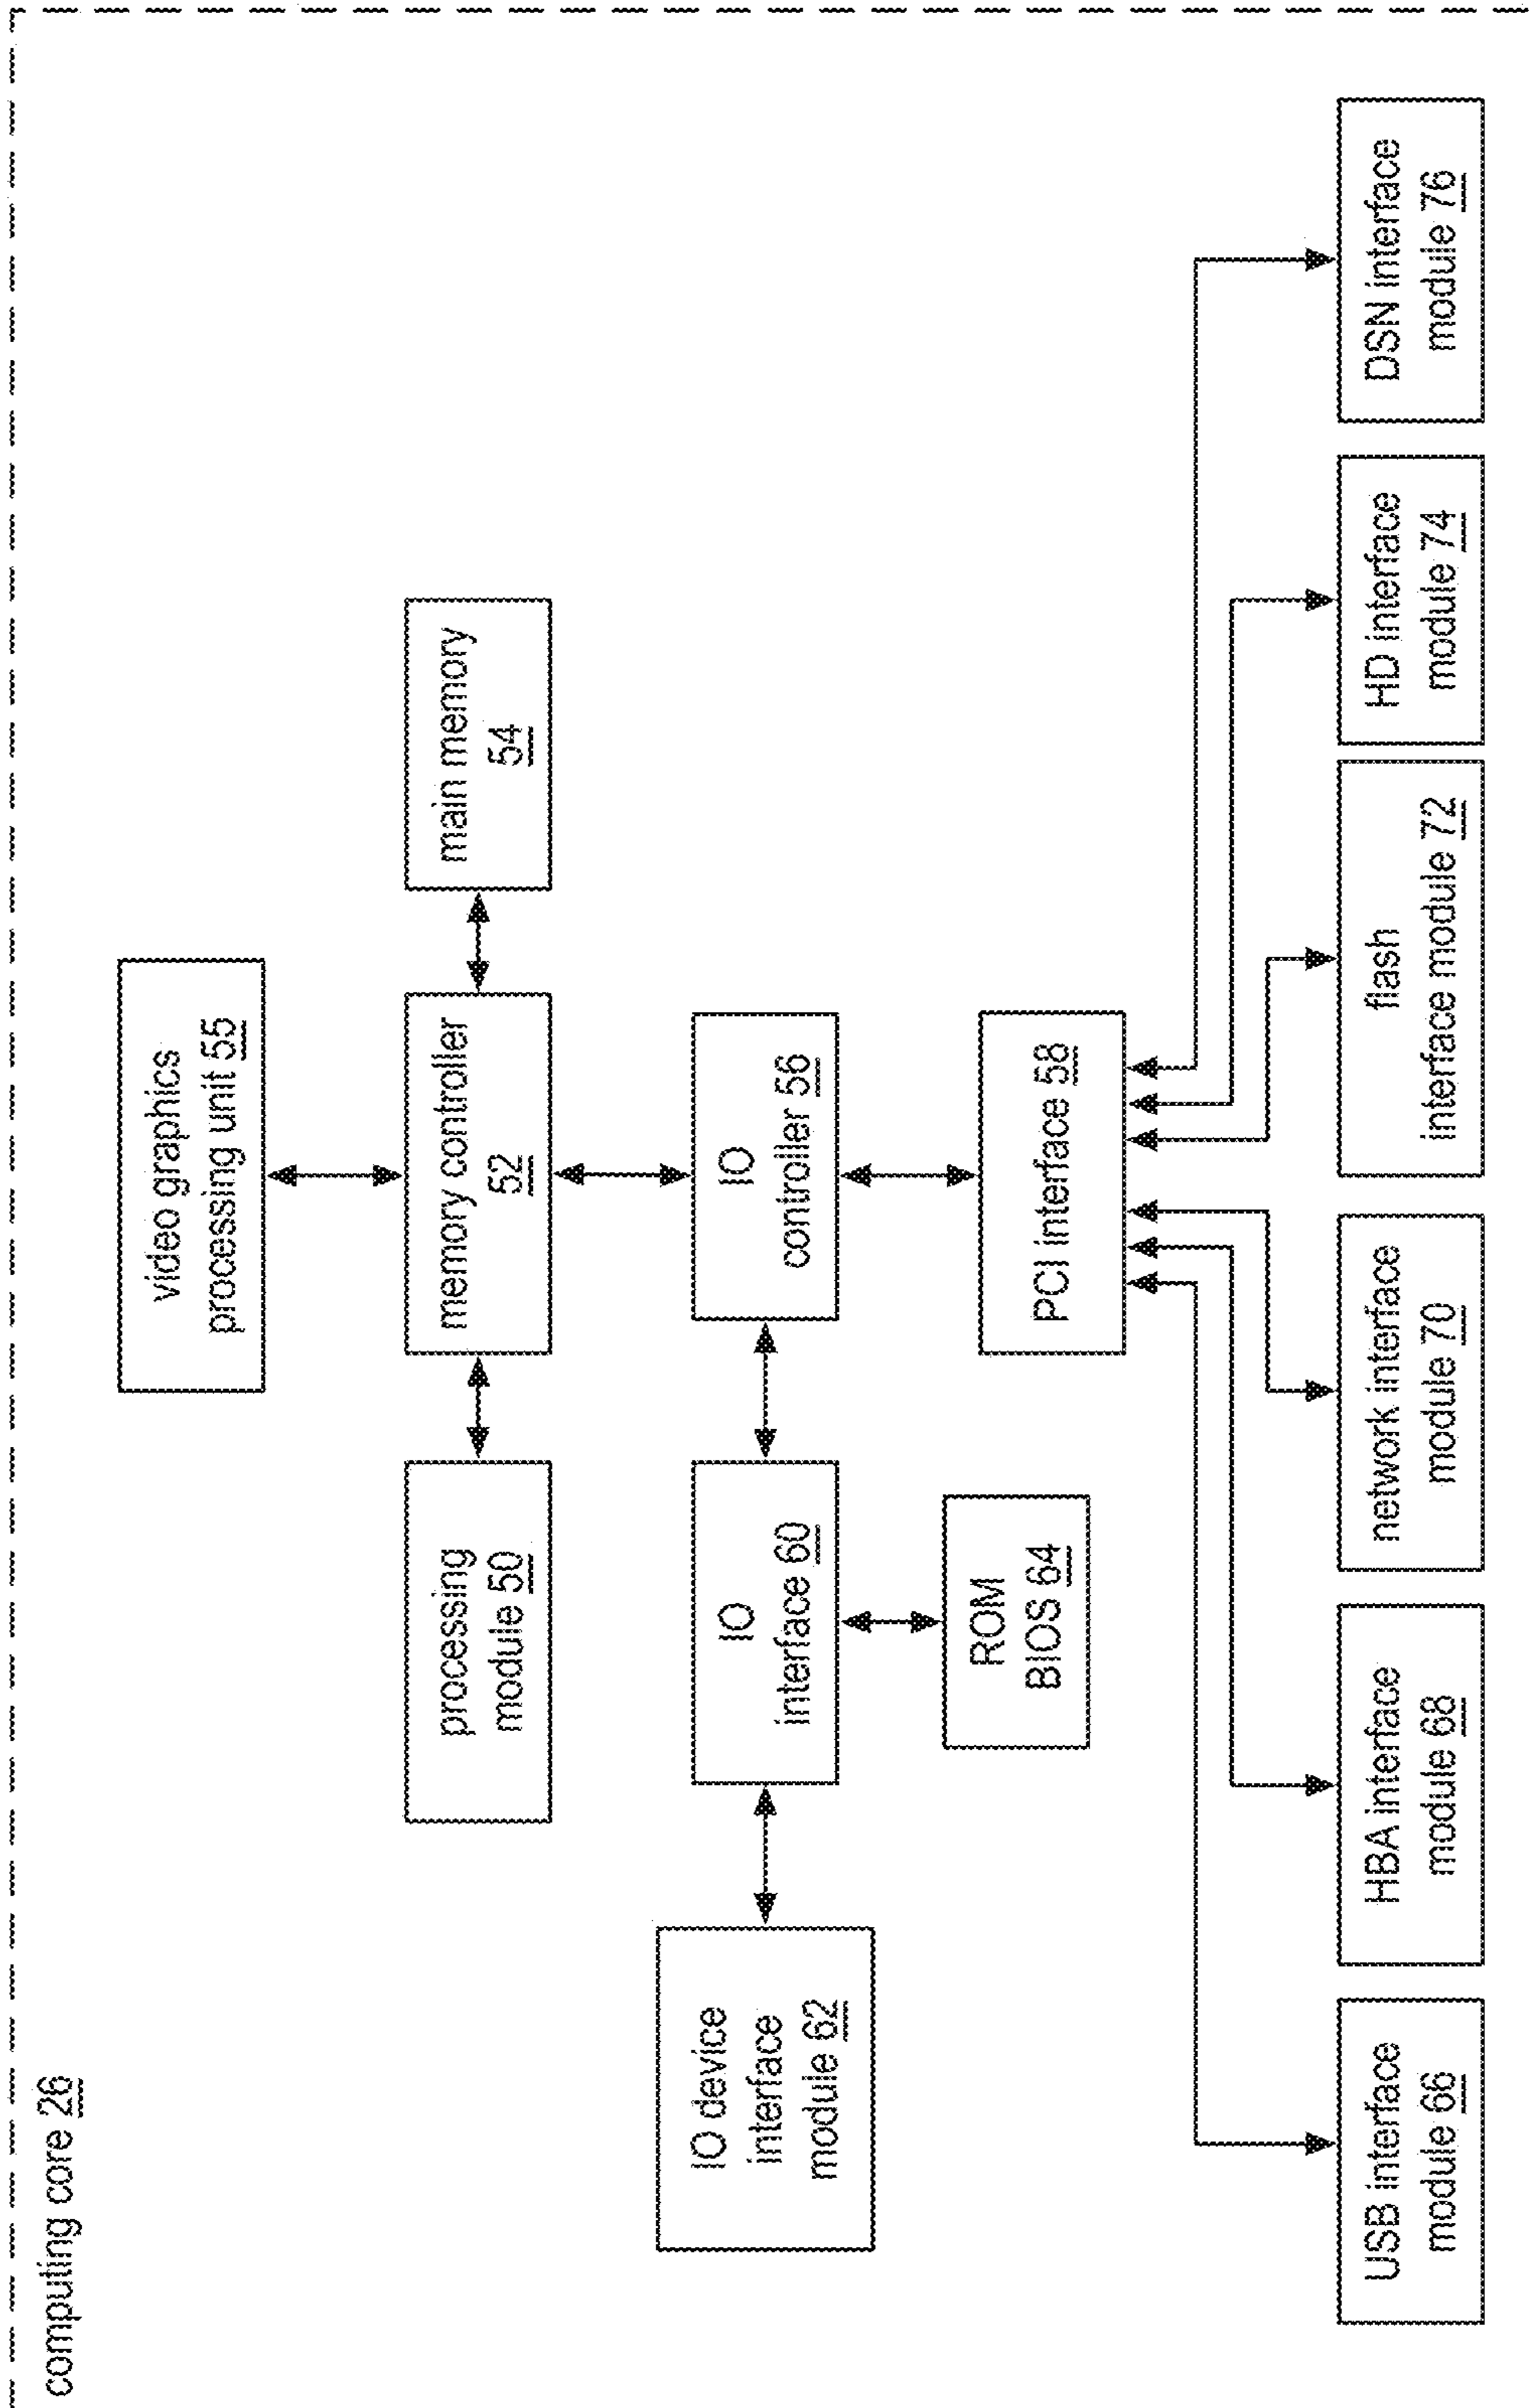 computing core 26
video graphics
processing unit 55
processing
module 50
memory controller
52
main memory
54
IO device
interface
module 62
IO
interface 60
IO
controller 56
ROM
BIOS 64
PCI interface 58
USB interface
module 66
HBA interface
module 68
network interface
module 70
flash
interface module 72
HD interface
module 74
DSN interface
module 76